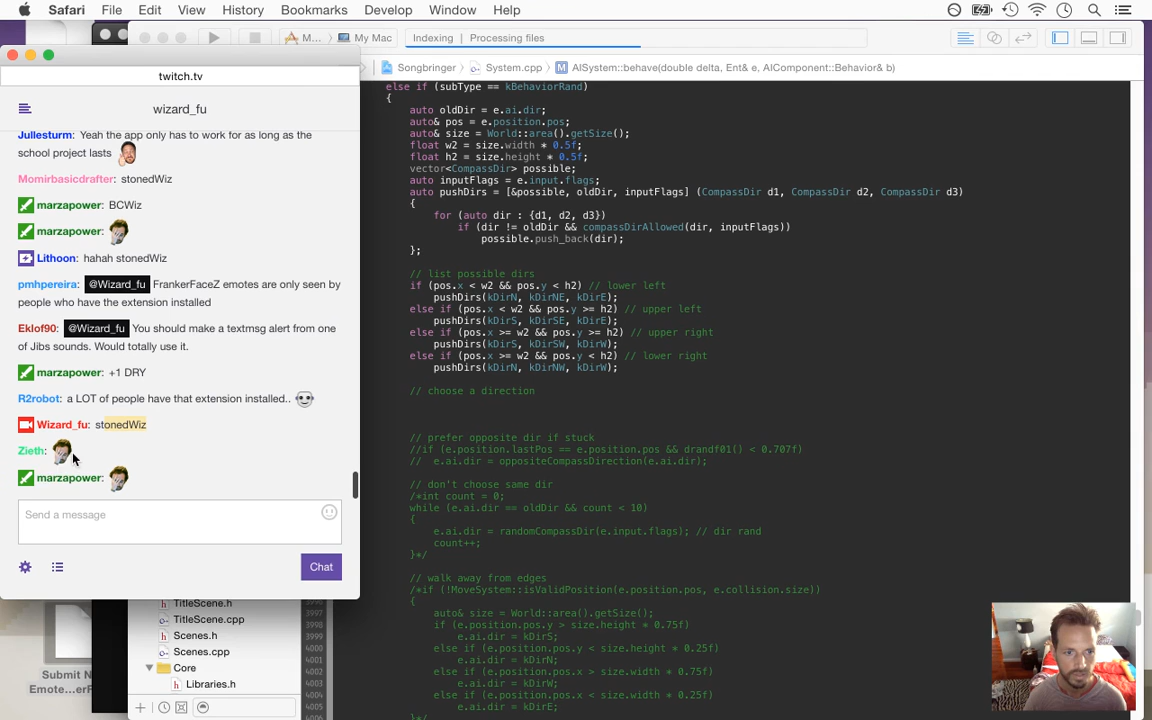 Safari File Edit View History Bookmarks Develop Window Help
M... My Mac
Indexing | Processing files
Songbringer System.cpp M AISystem::behave(double delta, Ent& e, AIComponent::Behavior& b)
twitch.tv
wizard_fu
Jullesturm: Yeah the app only has to work for as long as the
school project lasts
Momirbasicdrafter: stonedWiz
marzapower: BCWiz
marzapower:
Lithoon: hahah stonedWiz
pmhpereira: @Wizard_fu FrankerFaceZ emotes are only seen by
people who have the extension installed
Eklof90: @Wizard_fu You should make a textmsg alert from one
of Jibs sounds. Would totally use it.
marzapower: +1 DRY
R2robot: a LOT of people have that extension installed..
Wizard_fu: stonedWiz
Zieth:
marzapower:
Send a message
Chat
else if (subType == kBehaviorRand)
{
auto oldDir = e.ai.dir;
auto& pos = e.position.pos;
auto& size = World::area().getSize();
float w2 = size.width * 0.5f;
float h2 = size.height * 0.5f;
vector<CompassDir> possible;
auto inputFlags = e.input.flags;
auto pushDirs = [&possible, oldDir, inputFlags] (CompassDir d1, CompassDir d2, CompassDir d3)
{
for (auto dir : {d1, d2, d3})
if (dir != oldDir && compassDirAllowed(dir, inputFlags))
possible.push_back(dir);
};
// list possible dirs
if (pos.x < w2 && pos.y < h2) // lower left
pushDirs(kDirN, kDirNE, kDirE);
else if (pos.x < w2 && pos.y >= h2) // upper left
pushDirs(kDirS, kDirSE, kDirE);
else if (pos.x >= w2 && pos.y >= h2) // upper right
pushDirs(kDirS, kDirSW, kDirW);
else if (pos.x >= w2 && pos.y < h2) // lower right
pushDirs(kDirN, kDirNW, kDirW);
// choose a direction
// prefer opposite dir if stuck
//if (e.position.lastPos == e.position.pos && drandf01() < 0.707f)
// e.ai.dir = oppositeCompassDirection(e.ai.dir);
// don't choose same dir
/*int count = 0;
while (e.ai.dir == oldDir && count < 10)
{
e.ai.dir = randomCompassDir(e.input.flags); // dir rand
count++;
}*/
// walk away from edges
/*if (!MoveSystem::isValidPosition(e.position.pos, e.collision.size))
{
auto& size = World::area().getSize();
if (e.position.pos.y > size.height * 0.75f)
e.ai.dir = kDirS;
else if (e.position.pos.y < size.height * 0.25f)
e.ai.dir = kDirN;
else if (e.position.pos.x > size.width * 0.75f)
e.ai.dir = kDirW;
else if (e.position.pos.x < size.width * 0.25f)
e.ai.dir = kDirE;
}*/
3997
3998
3999
4000
4001
4002
4003
4004
4005
TitleScene.h
TitleScene.cpp
Scenes.h
Scenes.cpp
Core
Libraries.h
Submit N
Emote...erF